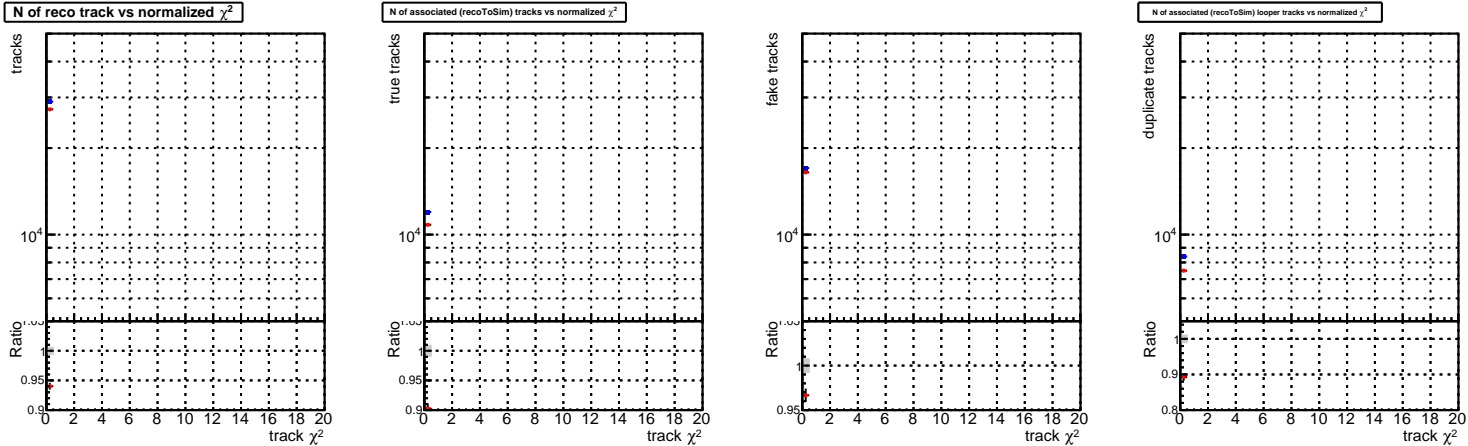 N of reco track vs normalized χ²
tracks
10⁴
Ratio
1
0.95
0.9
0 2 4 6 8 10 12 14 16 18 20
track χ²
N of associated (recoToSim) tracks vs normalized χ²
true tracks
10⁴
Ratio
1
0.95
0.9
0 2 4 6 8 10 12 14 16 18 20
track χ²
fake tracks
10⁴
Ratio
1
0.95
0 2 4 6 8 10 12 14 16 18 20
track χ²
N of associated (recoToSim) looper tracks vs normalized χ²
duplicate tracks
10⁴
Ratio
1
0.9
0.8
0 2 4 6 8 10 12 14 16 18 20
track χ²